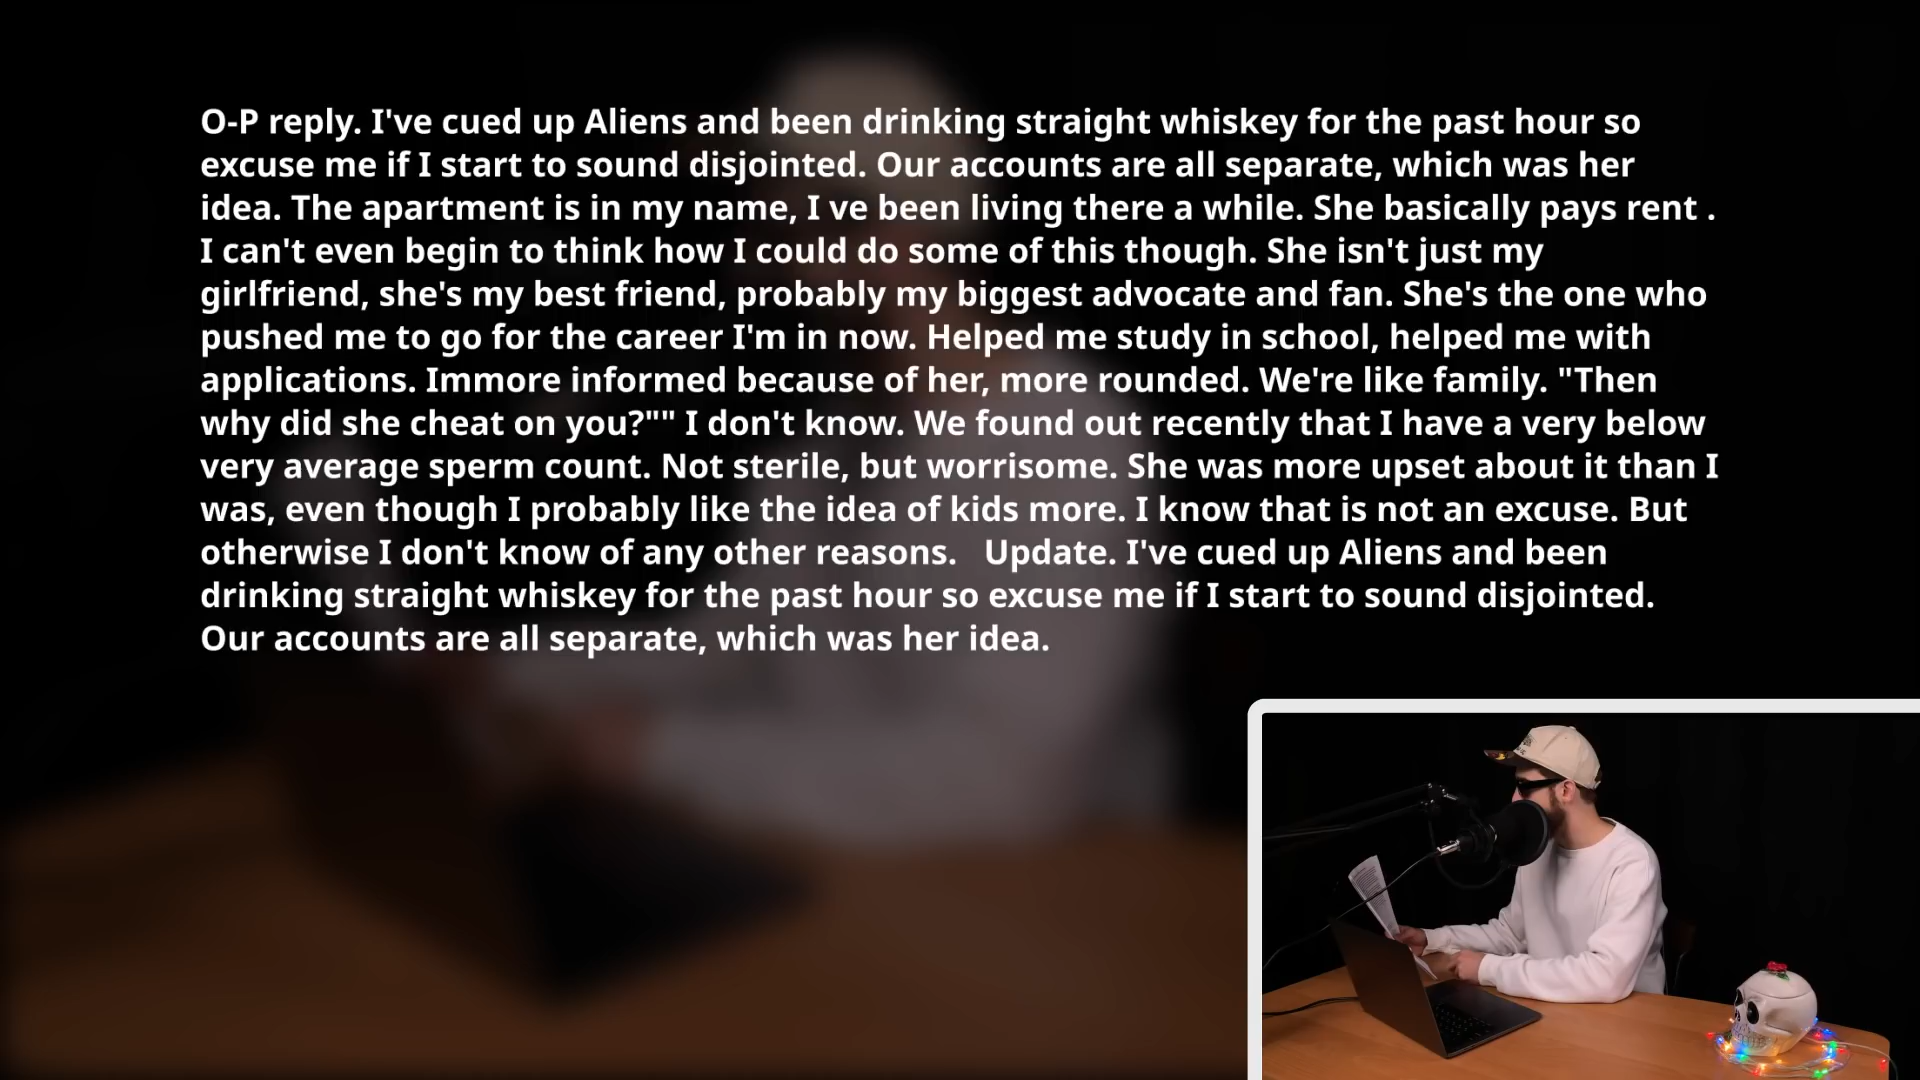 O-P reply. I've cued up Aliens and been drinking straight whiskey for the past hour so
excuse me if I start to sound disjointed. Our accounts are all separate, which was her
idea. The apartment is in my name, I ve been living there a while. She basically pays rent .
I can't even begin to think how I could do some of this though. She isn't just my
girlfriend, she's my best friend, probably my biggest advocate and fan. She's the one who
pushed me to go for the career I'm in now. Helped me study in school, helped me with
applications. Immore informed because of her, more rounded. We're like family. "Then
why did she cheat on you?"" I don't know. We found out recently that I have a very below
very average sperm count. Not sterile, but worrisome. She was more upset about it than I
was, even though I probably like the idea of kids more. I know that is not an excuse. But
otherwise I don't know of any other reasons.   Update. I've cued up Aliens and been
drinking straight whiskey for the past hour so excuse me if I start to sound disjointed.
Our accounts are all separate, which was her idea.